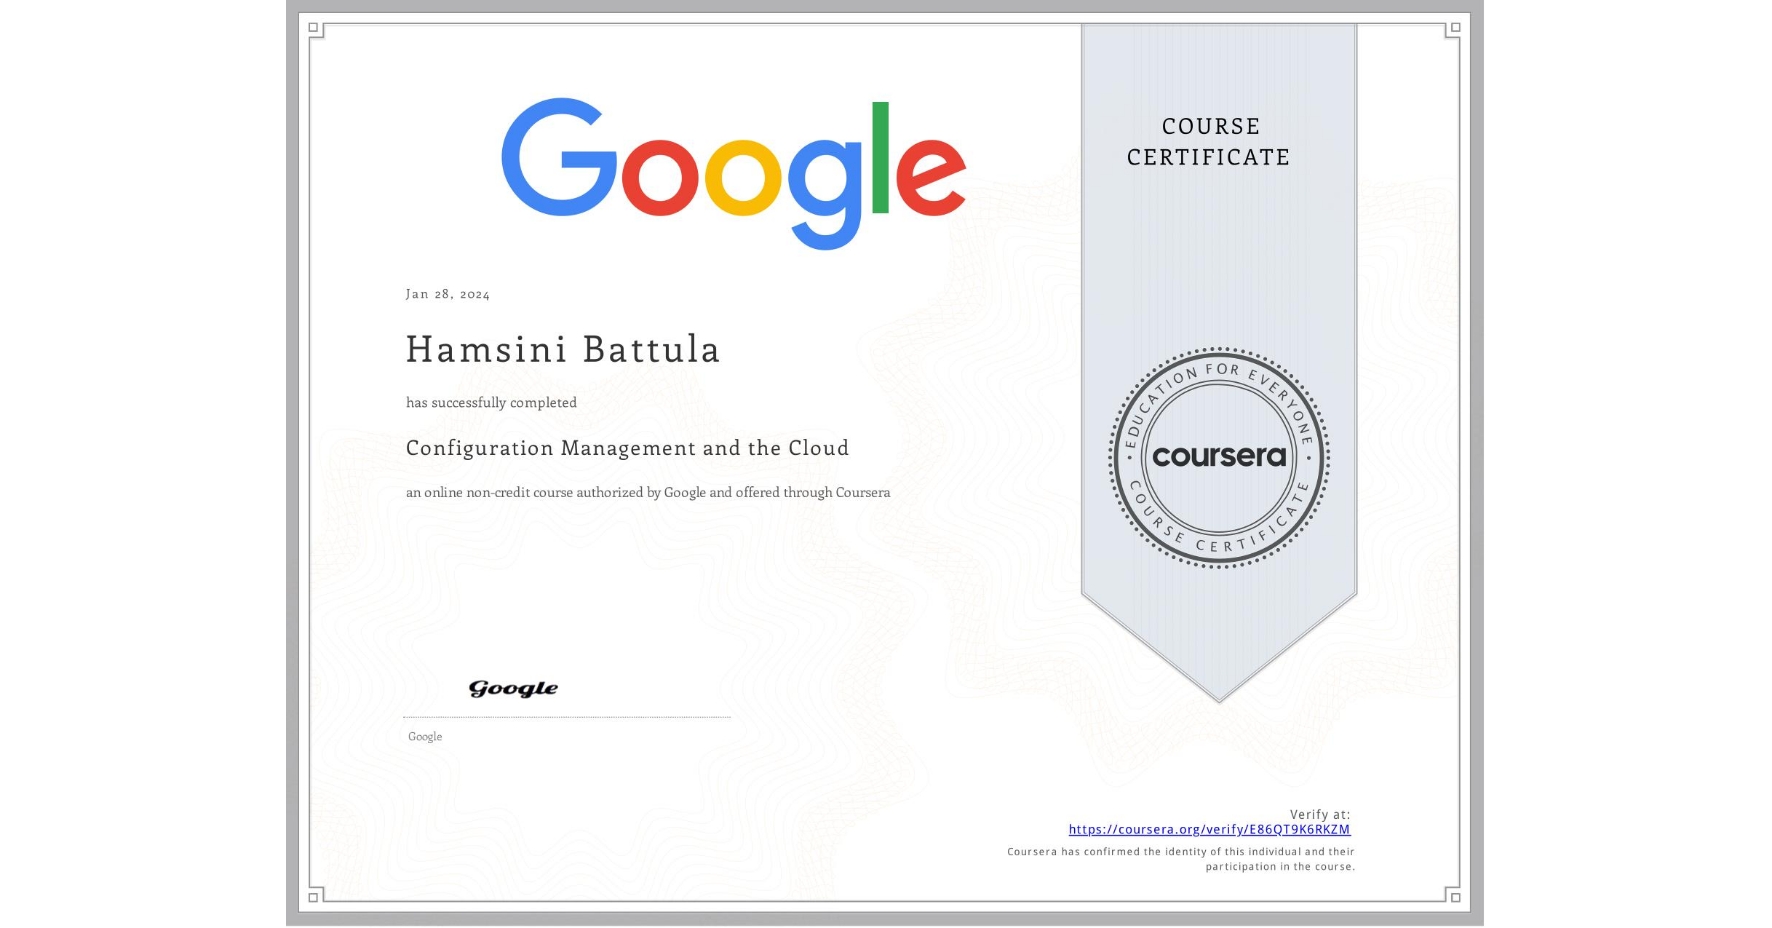 Google
COURSE
CERTIFICATE
Jan 28, 2024
Hamsini Battula
has successfully completed
Configuration Management and the Cloud
an online non-credit course authorized by Google and offered through Coursera
EDUCATION FOR EVERYONE
coursera
COURSE CERTIFICATE
Google
Google
Verify at:
https://coursera.org/verify/E86QT9K6RKZM
Coursera has confirmed the identity of this individual and their
participation in the course.